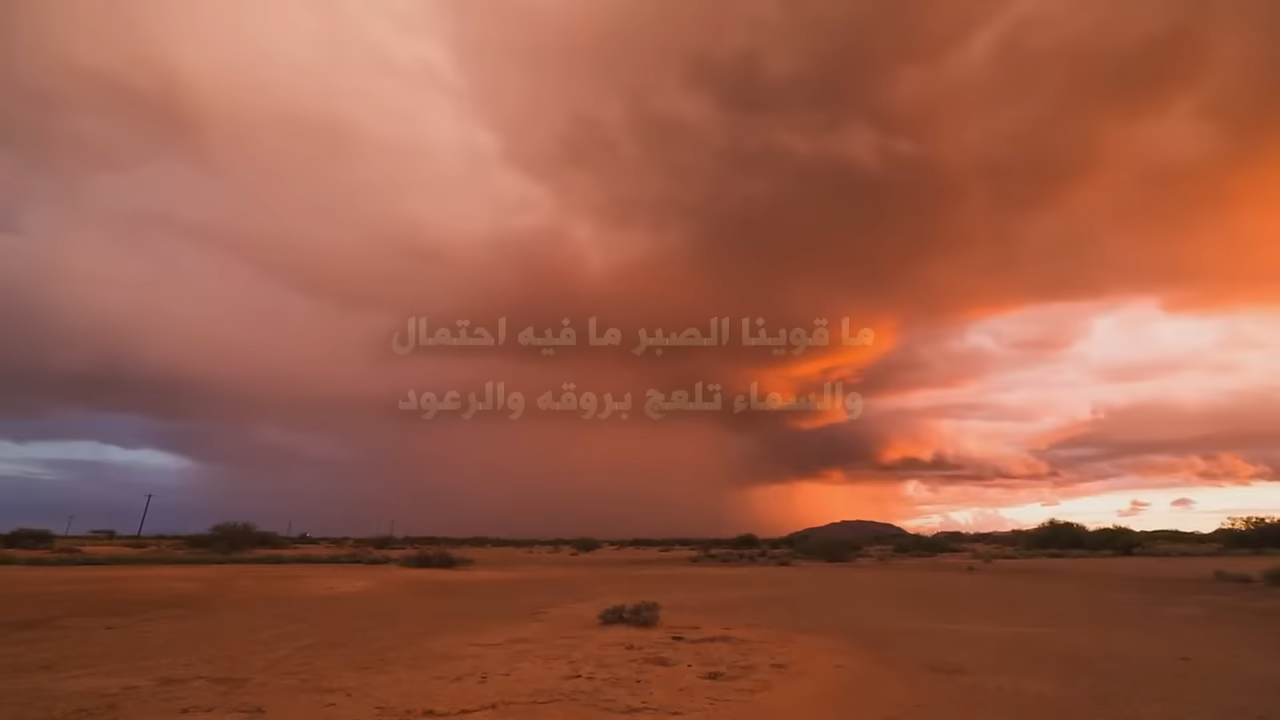 ما قوينا الصبر ما فيه احتمال
والسماء تلعج بروقه والرعود